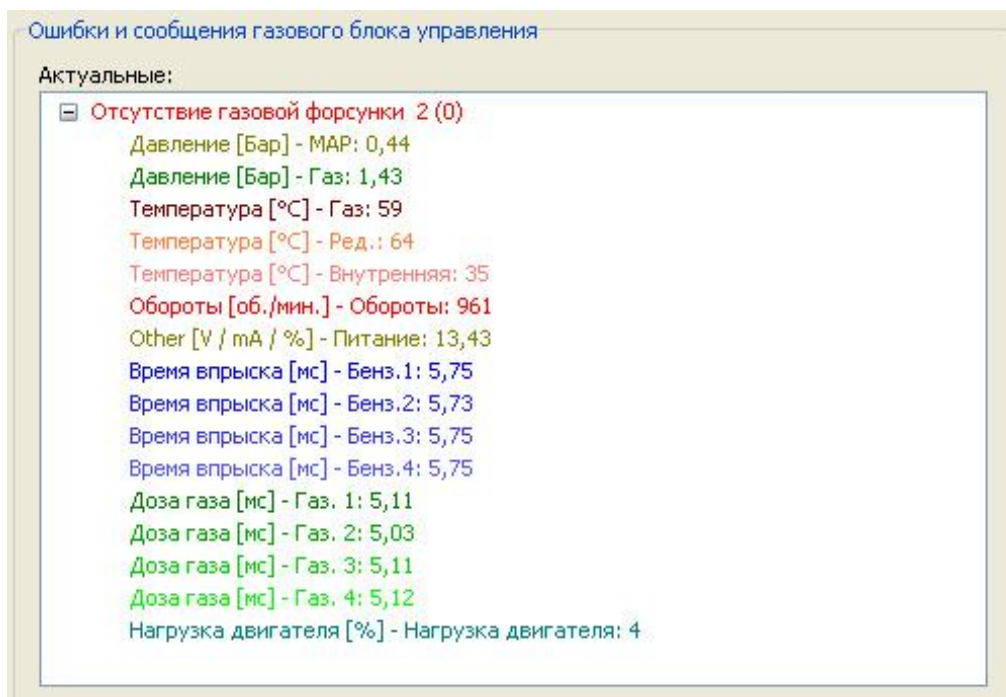 Ошибки и сообщения газового блока управления
Актуальные:
Отсутствие газовой форсунки 2 (0)
Давление [Бар] - MAP: 0,44
Давление [Бар] - Газ: 1,43
Температура [°C] - Газ: 59
Температура [°C] - Ред.: 64
Температура [°C] - Внутренняя: 35
Обороты [об./мин.] - Обороты: 961
Other [V / mA / %] - Питание: 13,43
Время впрыска [мс] - Бенз.1: 5,75
Время впрыска [мс] - Бенз.2: 5,73
Время впрыска [мс] - Бенз.3: 5,75
Время впрыска [мс] - Бенз.4: 5,75
Доза газа [мс] - Газ. 1: 5,11
Доза газа [мс] - Газ. 2: 5,03
Доза газа [мс] - Газ. 3: 5,11
Доза газа [мс] - Газ. 4: 5,12
Нагрузка двигателя [%] - Нагрузка двигателя: 4